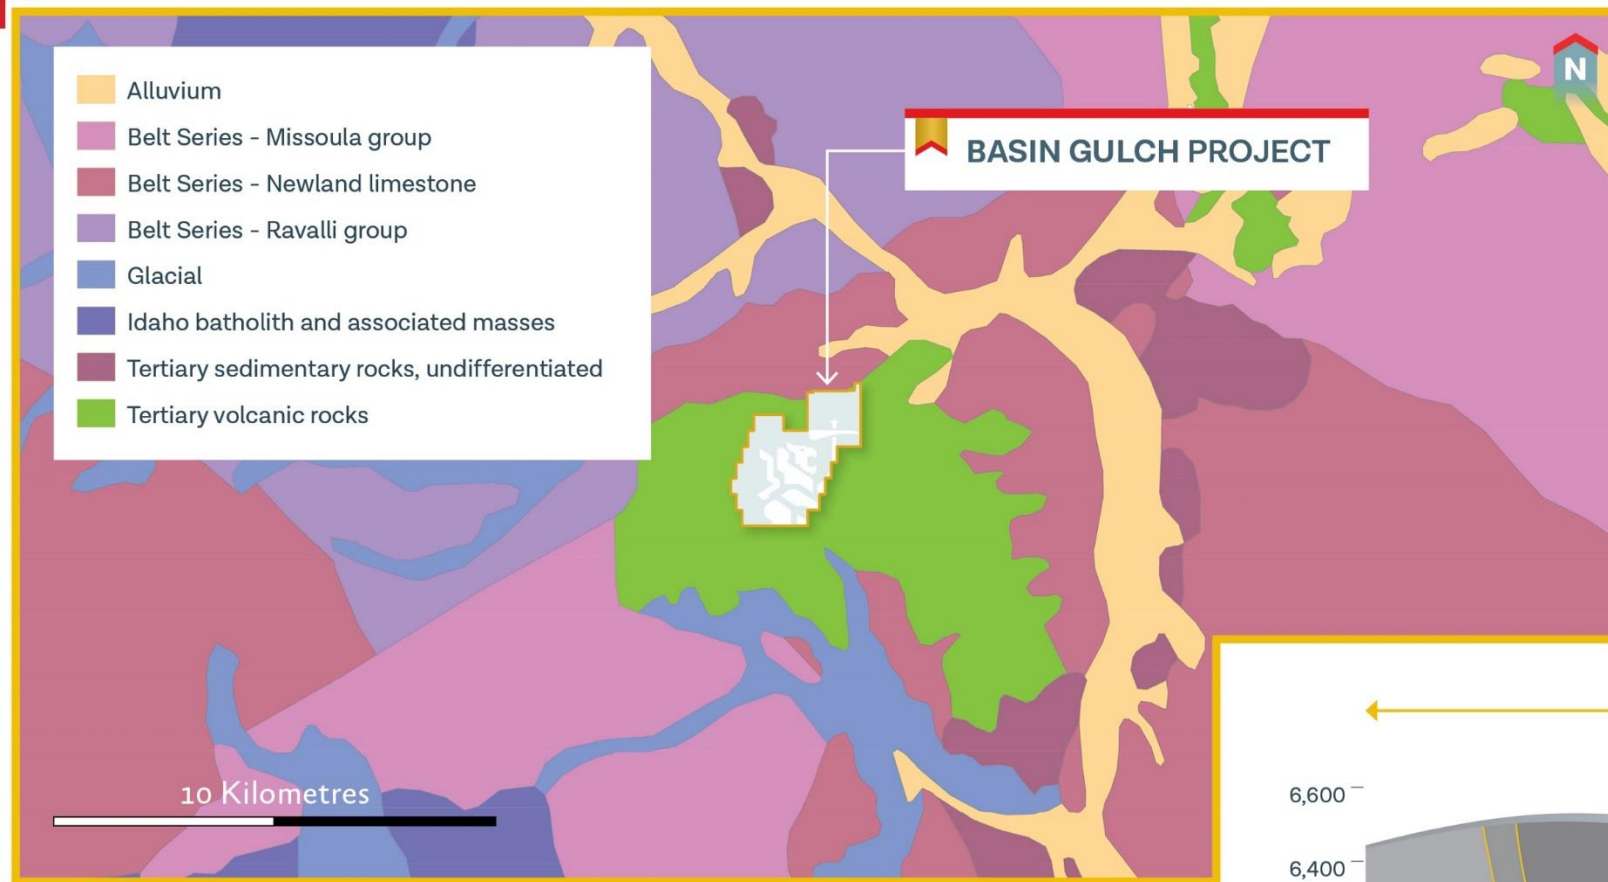 Alluvium
Belt Series - Missoula group
Belt Series - Newland limestone
Belt Series - Ravalli group
Glacial
Idaho batholith and associated masses
Tertiary sedimentary rocks, undifferentiated
Tertiary volcanic rocks
BASIN GULCH PROJECT
N
10 Kilometres
6,600
6,400